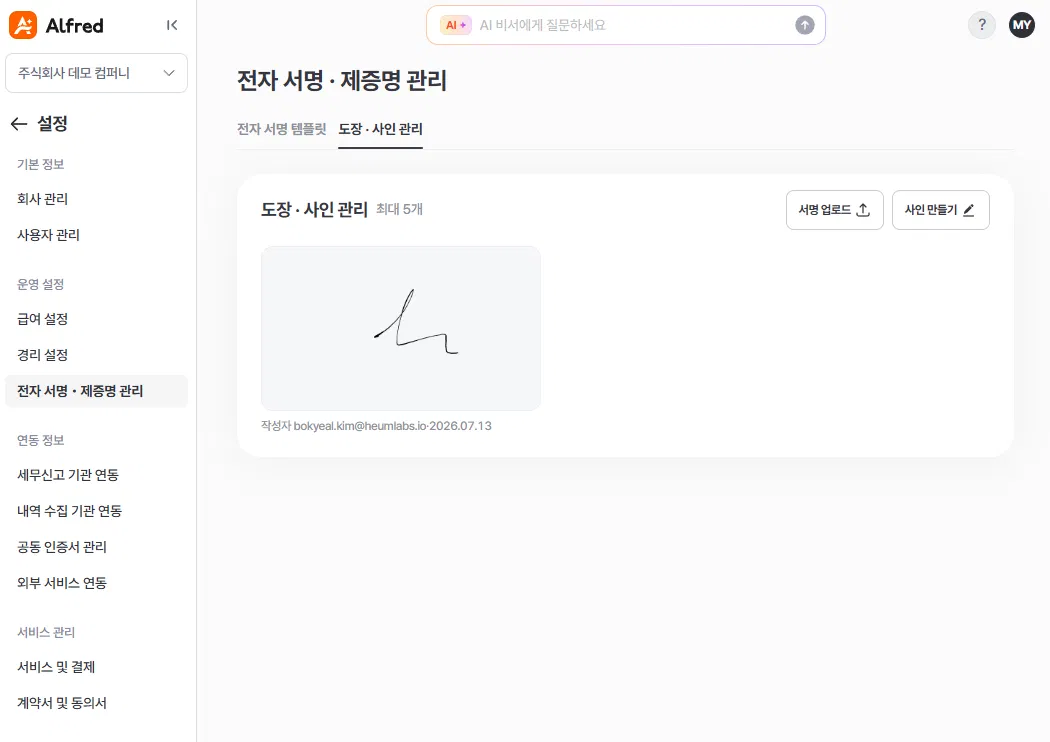 Alfred
AI 비서에게 질문하세요
?
MY
주식회사 데모 컴퍼니
설정
기본 정보
회사 관리
사용자 관리
운영 설정
급여 설정
경리 설정
전자 서명 · 제증명 관리
연동 정보
세무신고 기관 연동
내역 수집 기관 연동
공동 인증서 관리
외부 서비스 연동
서비스 관리
서비스 및 결제
계약서 및 동의서
전자 서명 · 제증명 관리
전자 서명 템플릿 도장 · 사인 관리
도장 · 사인 관리 최대 5개
서명 업로드
사인 만들기
작성자 bokyeal.kim@heumlabs.io·2026.07.13